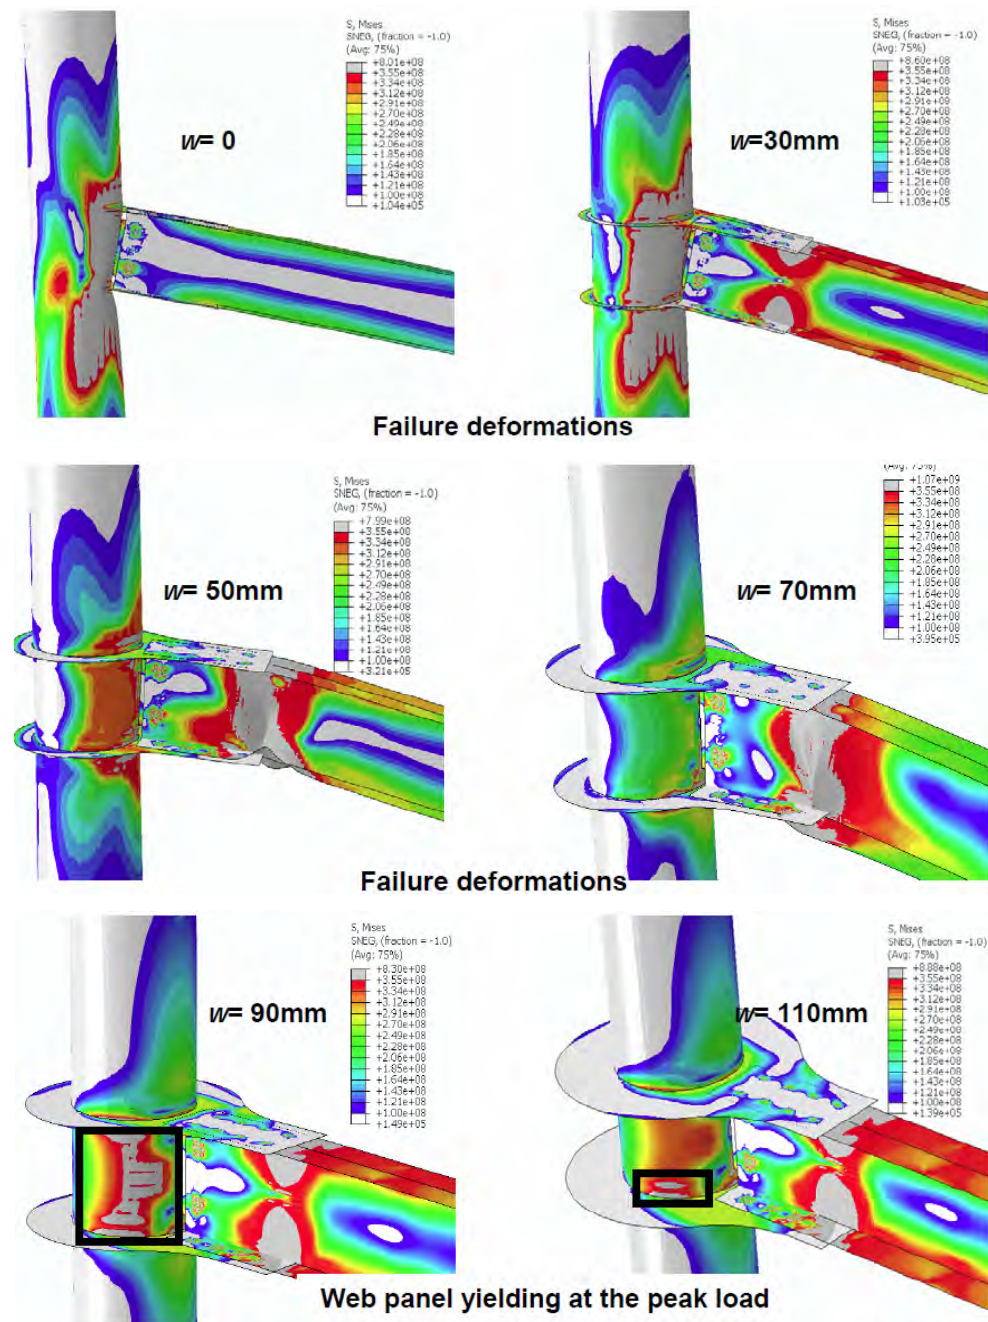 S, Mises
SNEG, (fraction = -1.0)
(Avg: 75%)
+8.01e+08
+3.55e+08
+3.34e+08
+3.12e+08
+2.91e+08
+2.70e+08
+2.49e+08
+2.28e+08
+2.06e+08
+1.85e+08
+1.64e+08
+1.43e+08
+1.21e+08
+1.00e+08
+1.04e+05
w= 0
S, Mises
SNEG, (fraction = -1.0)
(Avg: 75%)
+8.60e+08
+3.55e+08
+3.34e+08
+3.12e+08
+2.91e+08
+2.70e+08
+2.49e+08
+2.28e+08
+2.06e+08
+1.85e+08
+1.64e+08
+1.43e+08
+1.21e+08
+1.00e+08
+1.03e+05
w=30mm
Failure deformations
S, Mises
SNEG, (fraction = -1.0)
(Avg: 75%)
+7.99e+08
+3.55e+08
+3.34e+08
+3.12e+08
+2.91e+08
+2.70e+08
+2.49e+08
+2.28e+08
+2.06e+08
+1.85e+08
+1.64e+08
+1.43e+08
+1.21e+08
+1.00e+08
+3.21e+05
w= 50mm
(Avg: 75%)
+1.07e+09
+3.55e+08
+3.34e+08
+3.12e+08
+2.91e+08
+2.70e+08
+2.49e+08
+2.28e+08
+2.06e+08
+1.85e+08
+1.64e+08
+1.43e+08
+1.21e+08
+1.00e+08
+3.95e+05
w= 70mm
Failure deformations
S, Mises
SNEG, (fraction = -1.0)
(Avg: 75%)
+8.30e+08
+3.55e+08
+3.34e+08
+3.12e+08
+2.91e+08
+2.70e+08
+2.49e+08
+2.28e+08
+2.06e+08
+1.85e+08
+1.64e+08
+1.43e+08
+1.21e+08
+1.00e+08
+1.49e+05
w= 90mm
S, Mises
SNEG, (fraction = -1.0)
(Avg: 75%)
+8.88e+08
+3.55e+08
+3.34e+08
+3.12e+08
+2.91e+08
+2.70e+08
+2.49e+08
+2.28e+08
+2.06e+08
+1.85e+08
+1.64e+08
+1.43e+08
+1.21e+08
+1.00e+08
+1.39e+05
w= 110mm
Web panel yielding at the peak load